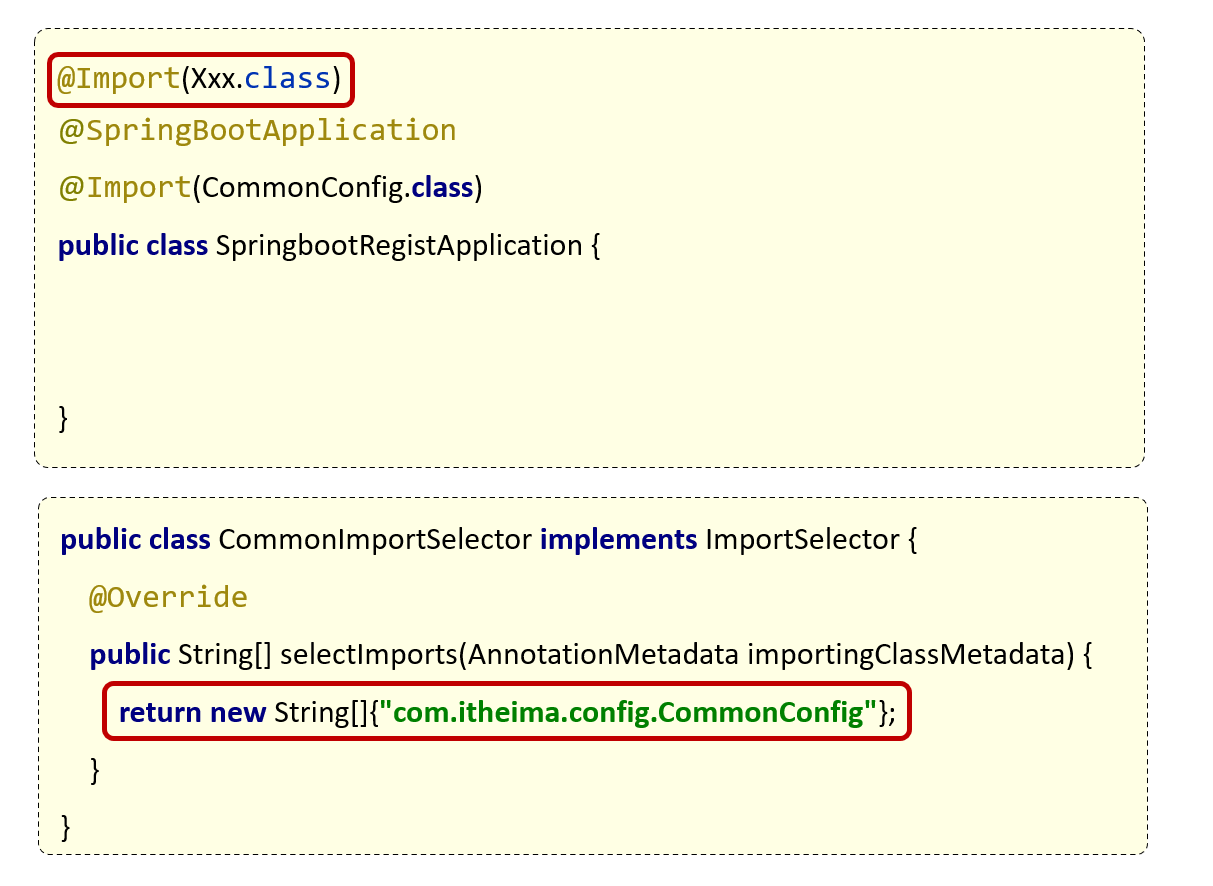 @Import(Xxx.class)
@SpringBootApplication
@Import(CommonConfig.class)
public class SpringbootRegistApplication {
}
public class CommonImportSelector implements ImportSelector {
@Override
public String[] selectImports(AnnotationMetadata importingClassMetadata) {
return new String[]{"com.itheima.config.CommonConfig"};
}
}